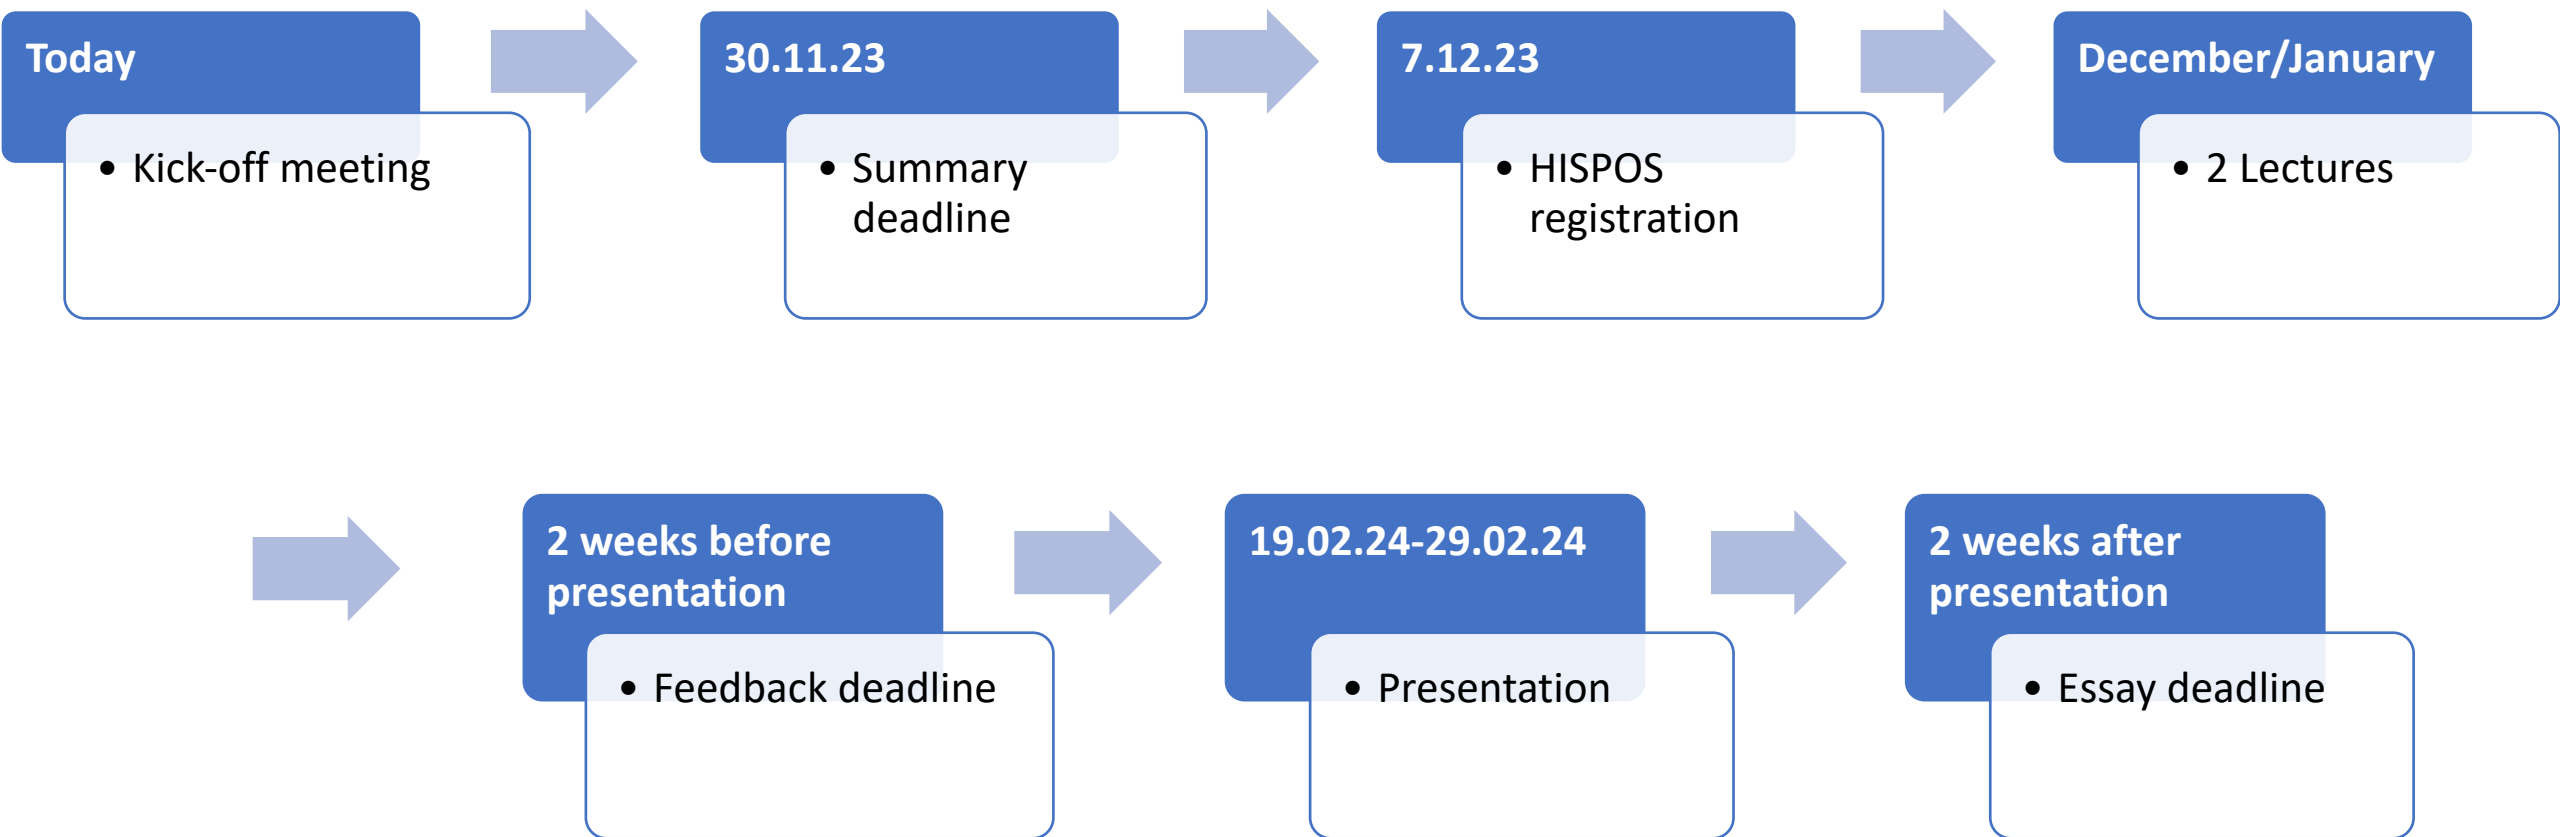 Today
• Kick-off meeting
30.11.23
• Summary
deadline
7.12.23
• HISPOS
registration
December/January
• 2 Lectures
2 weeks before
presentation
• Feedback deadline
19.02.24-29.02.24
• Presentation
2 weeks after
presentation
• Essay deadline